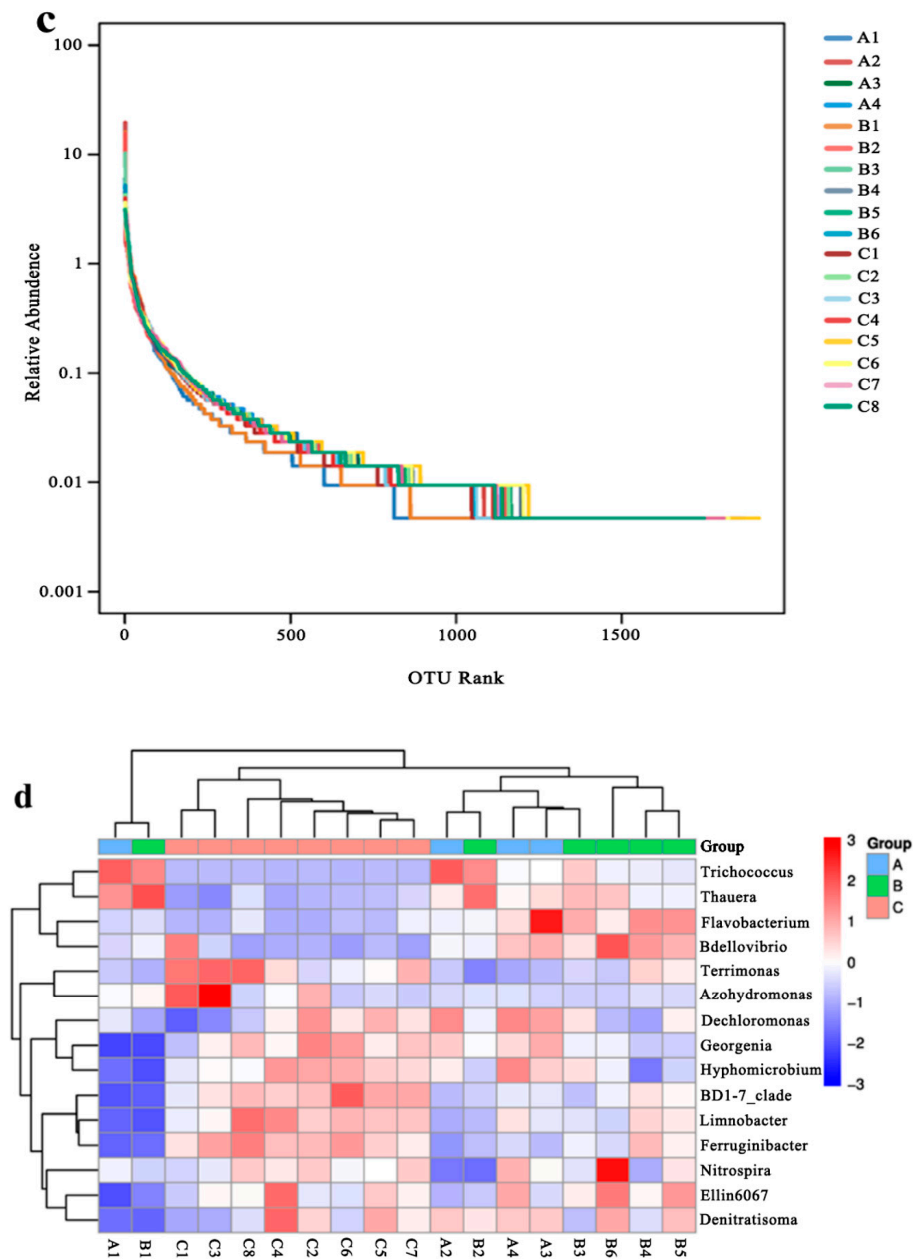 c
100
10
1
0.1
0.01
0.001
Relative Abundance
0
500
1000
1500
OTU Rank
A1
A2
A3
A4
B1
B2
B3
B4
B5
B6
C1
C2
C3
C4
C5
C6
C7
C8
d
Group
Trichococcus
Thauera
Flavobacterium
Bdellovibrio
Terrimonas
Azohydromonas
Dechloromonas
Georgenia
Hyphomicrobium
BD1-7_clade
Limnobacter
Ferruginibacter
Nitrospira
Ellin6067
Denitratisoma
A1 B1 C1 C3 C8 C4 C2 C6 C5 C7 A2 B2 A4 A3 B3 B6 B4 B5
3
2
1
0
−1
−2
−3
Group
A
B
C